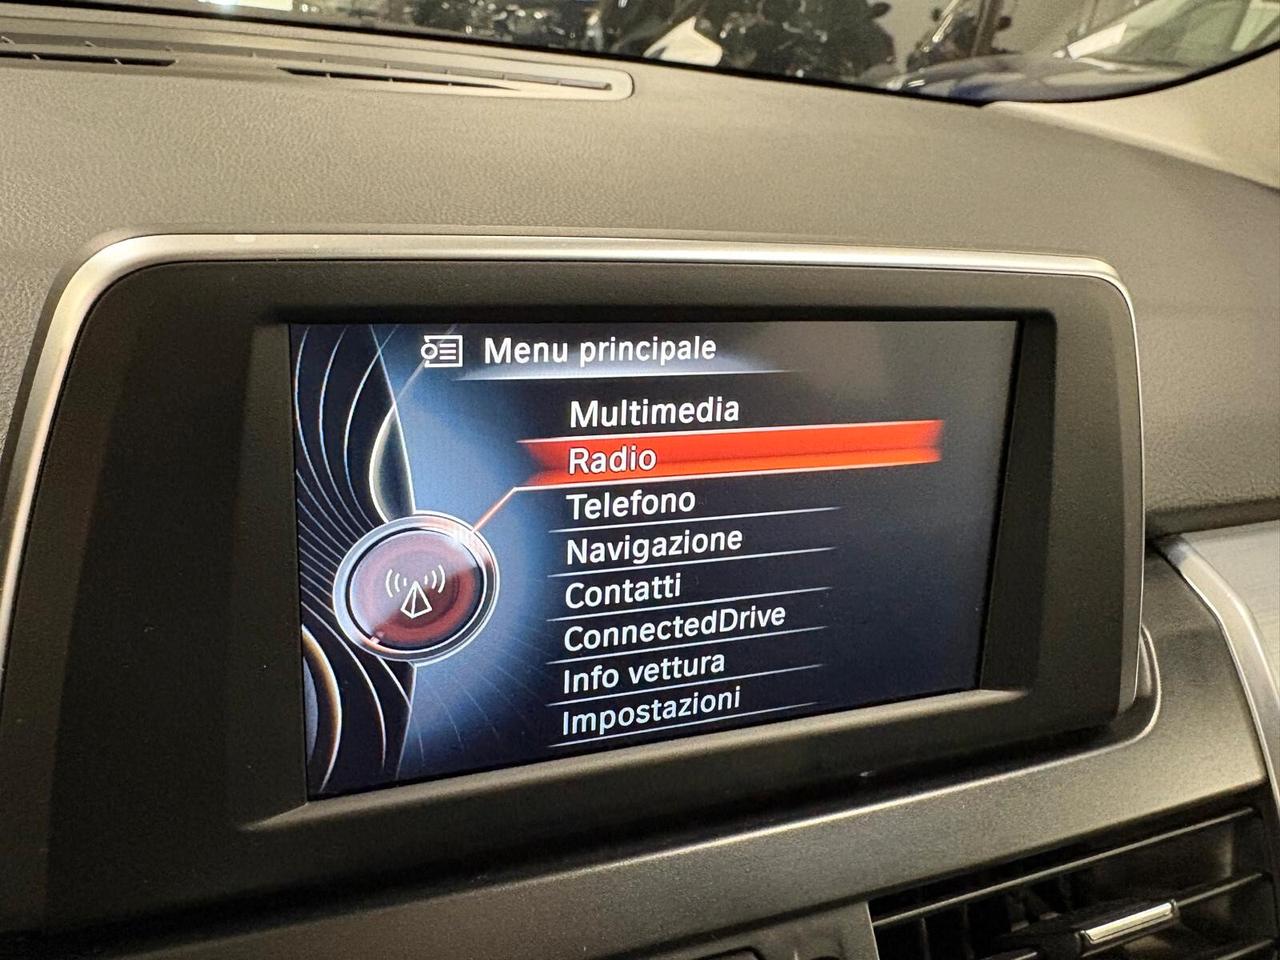 Menu principale
Multimedia
Radio
Telefono
Navigazione
Contatti
ConnectedDrive
Info vettura
Impostazioni